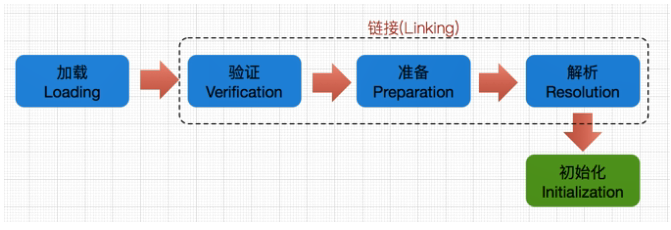 链接(Linking)
加载
Loading
验证
Verification
准备
Preparation
解析
Resolution
初始化
Initialization